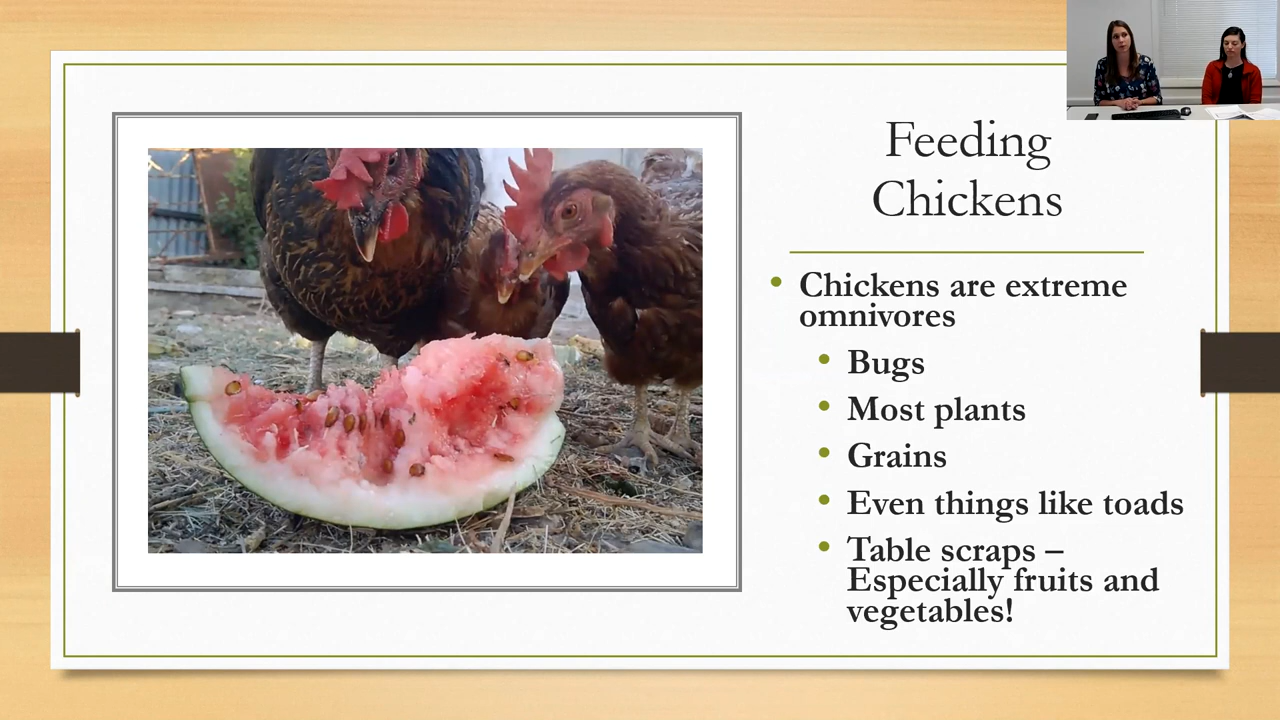 Feeding
Chickens
Chickens are extreme
omnivores
Bugs
Most plants
Grains
Even things like toads
Table scraps –
Especially fruits and
vegetables!